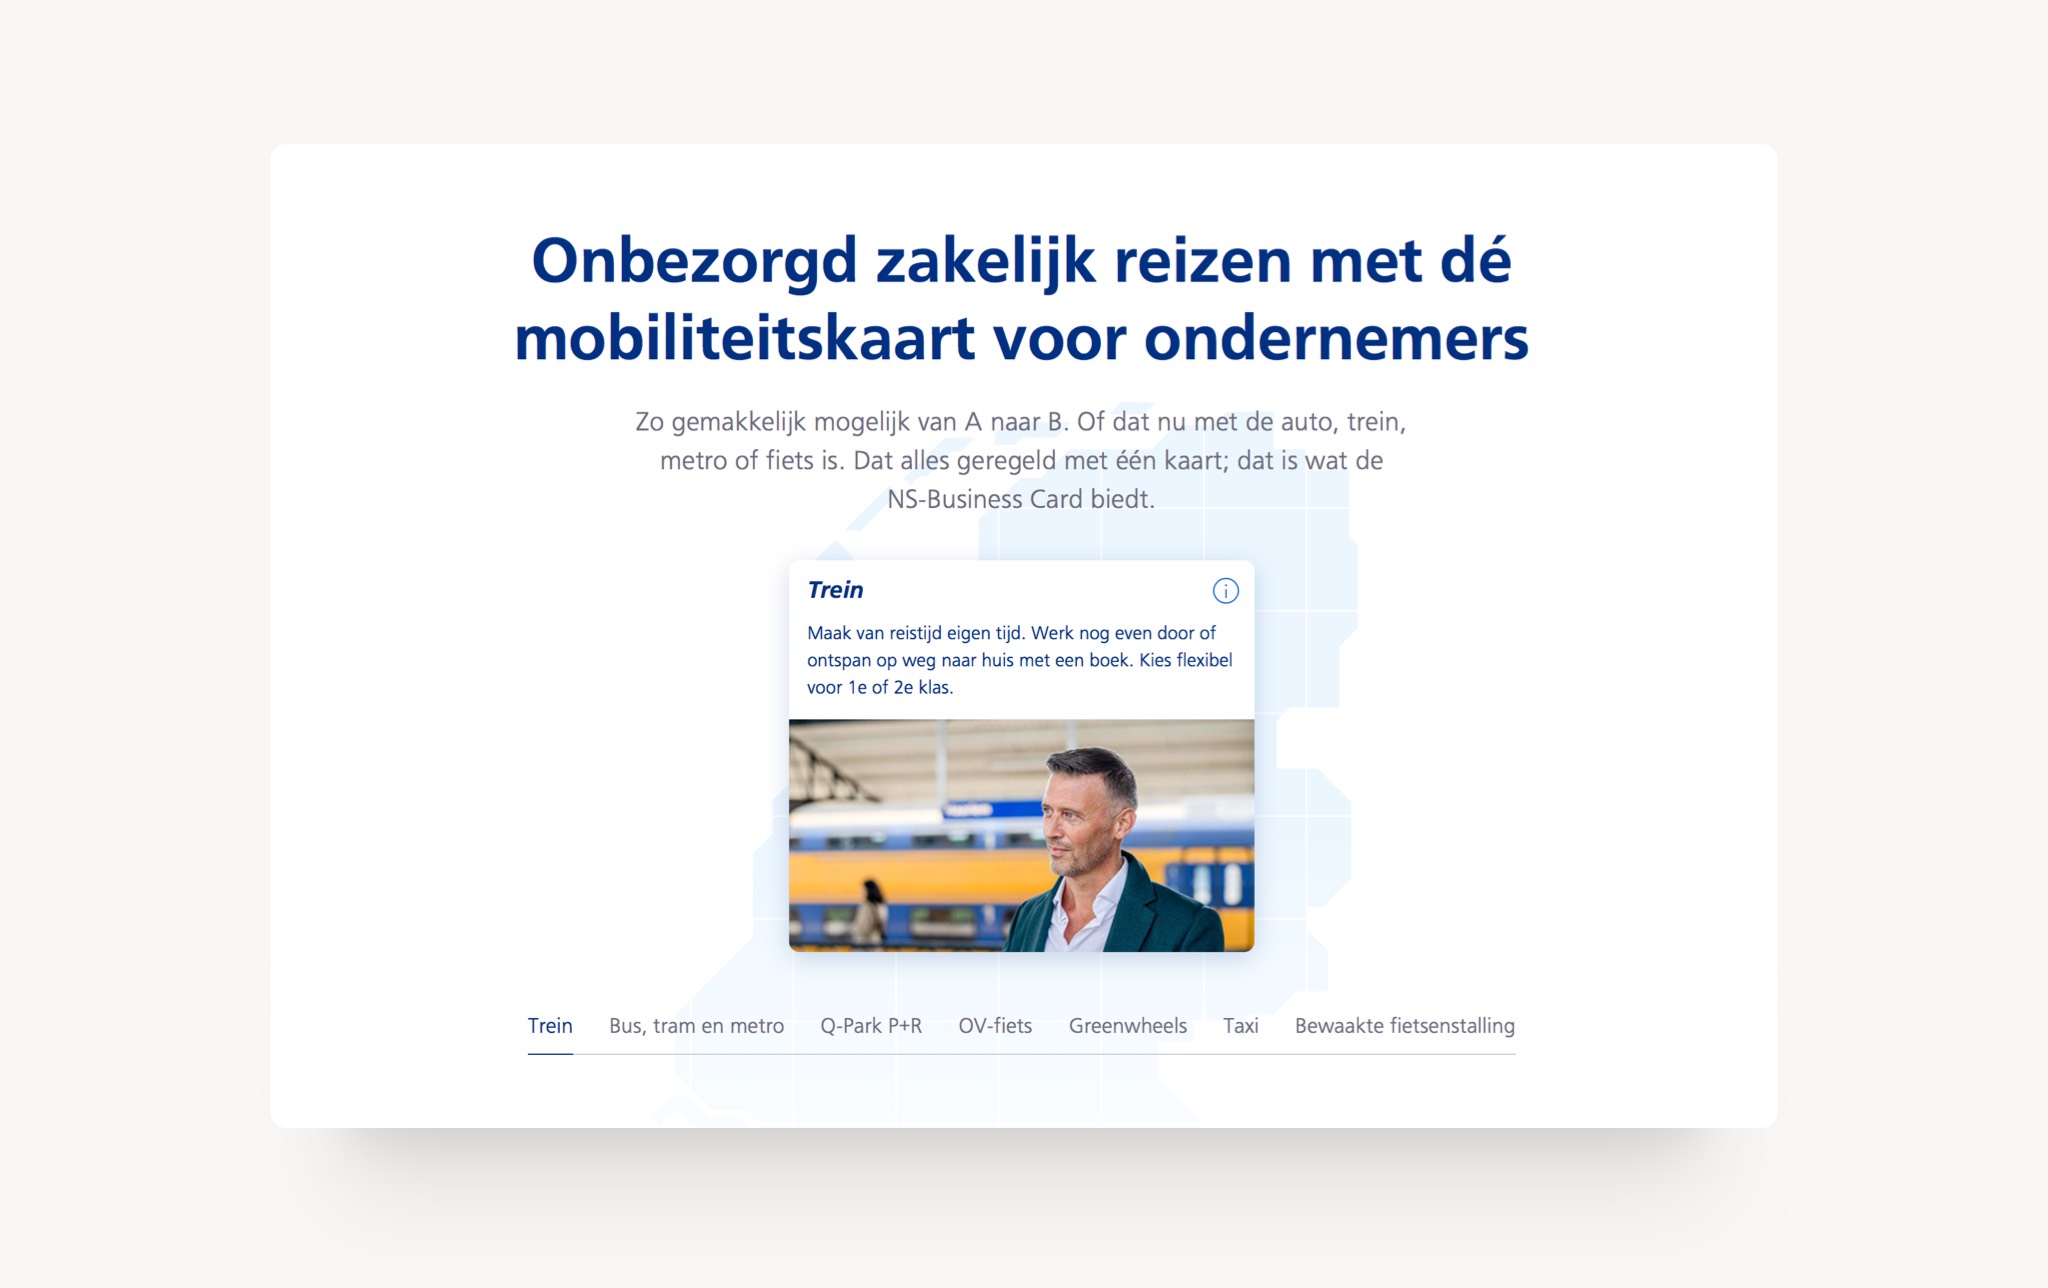 Onbezorgd zakelijk reizen met dé
mobiliteitskaart voor ondernemers
Zo gemakkelijk mogelijk van A naar B. Of dat nu met de auto, trein,
metro of fiets is. Dat alles geregeld met één kaart; dat is wat de
NS-Business Card biedt.
Trein
Maak van reistijd eigen tijd. Werk nog even door of
ontspan op weg naar huis met een boek. Kies flexibel
voor 1e of 2e klas.
Trein Bus, tram en metro Q-Park P+R OV-fiets Greenwheels Taxi Bewaakte fietsenstalling